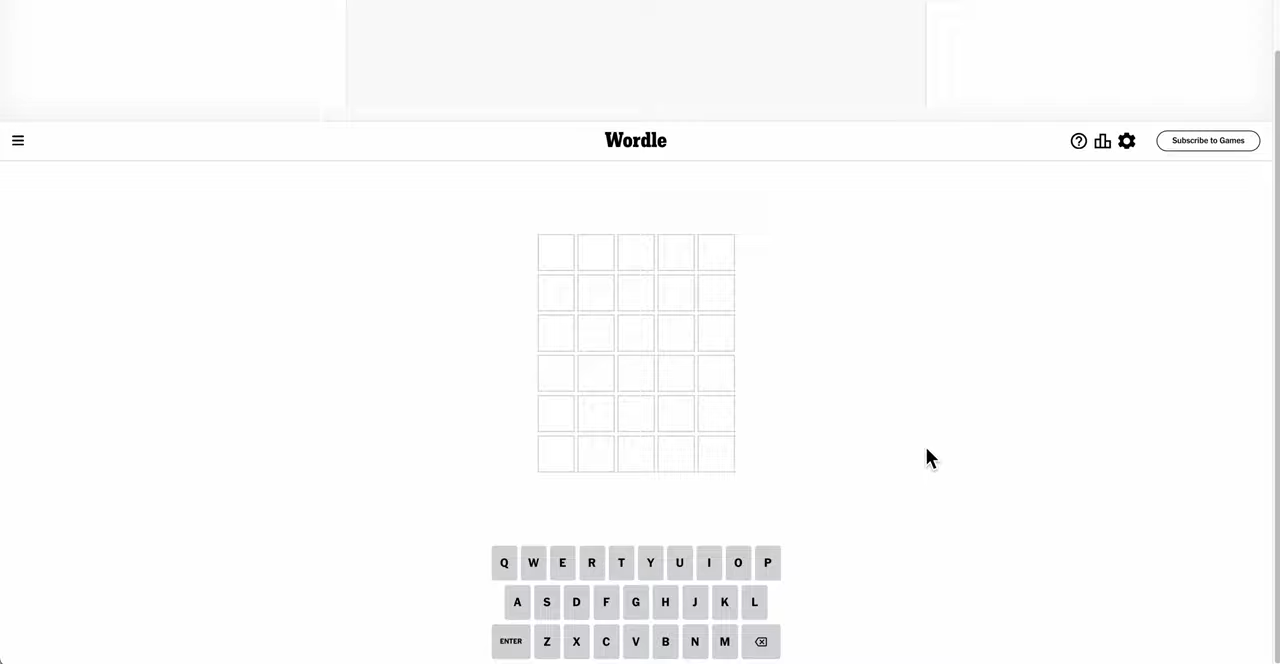 Wordle
Subscribe to Games
Q W E R T Y U I O P
A S D F G H J K L
ENTER Z X C V B N M